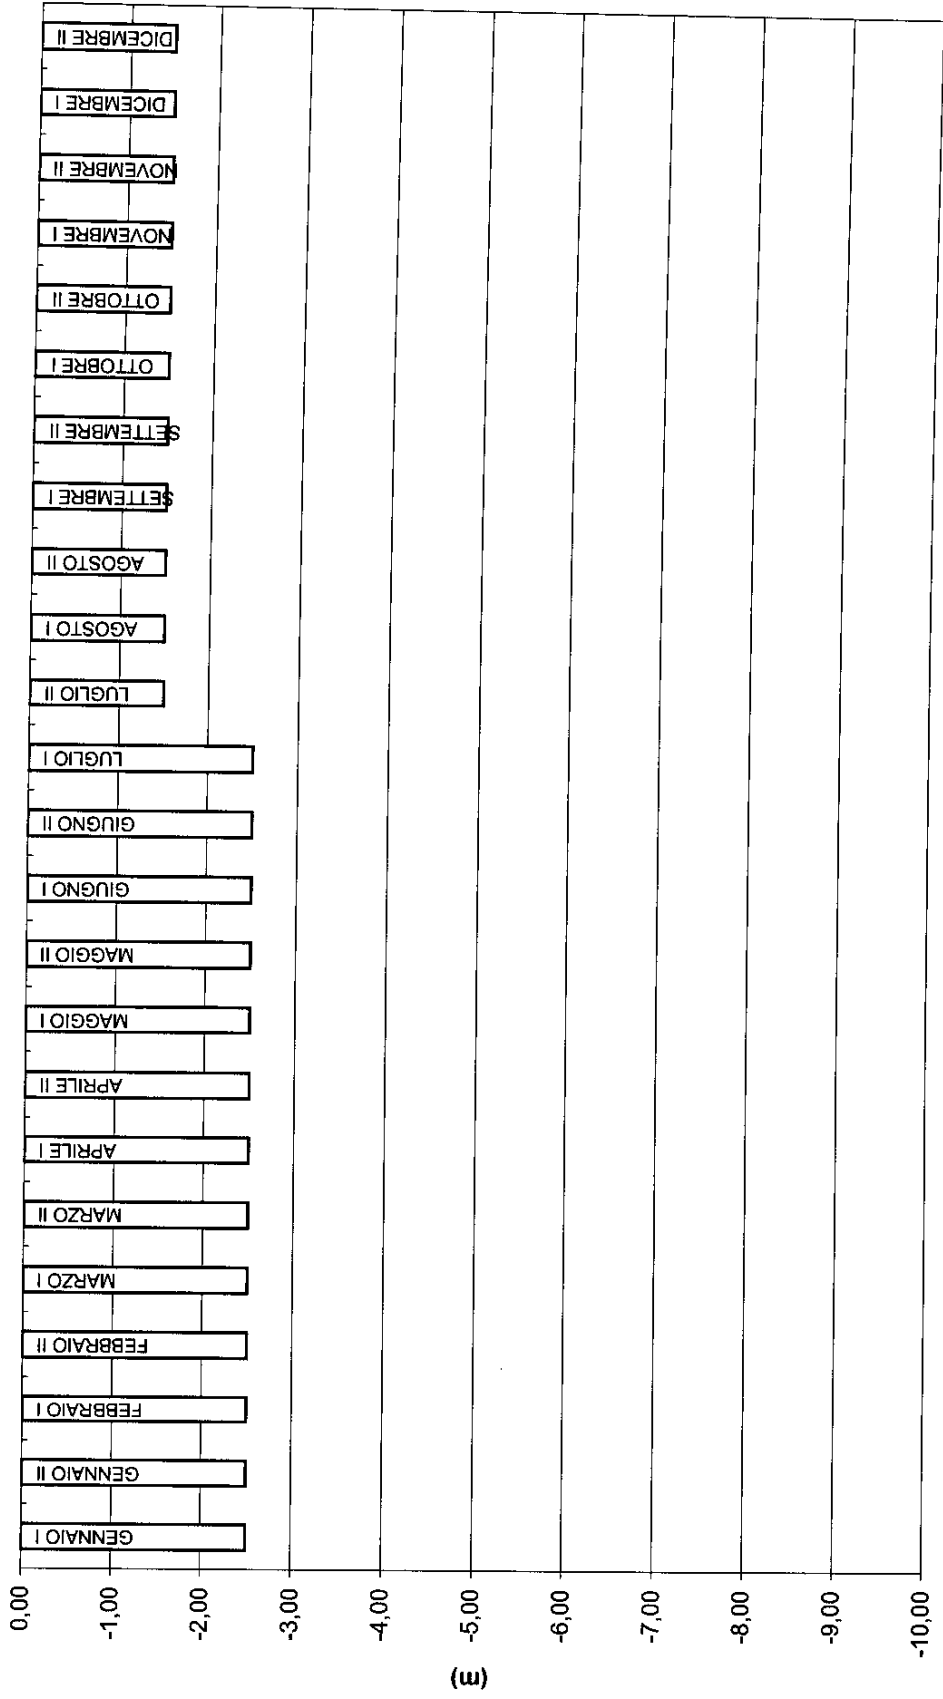 0,00
-1,00
-2,00
-3,00
-4,00
-5,00
-6,00
-7,00
-8,00
-9,00
-10,00
(m)
GENNAIO I
GENNAIO II
FEBBRAIO I
FEBBRAIO II
MARZO I
MARZO II
APRILE I
APRILE II
MAGGIO I
MAGGIO II
GIUGNO I
GIUGNO II
LUGLIO I
LUGLIO II
AGOSTO I
AGOSTO II
SETTEMBRE I
SETTEMBRE II
OTTOBRE I
OTTOBRE II
NOVEMBRE I
NOVEMBRE II
DICEMBRE I
DICEMBRE II